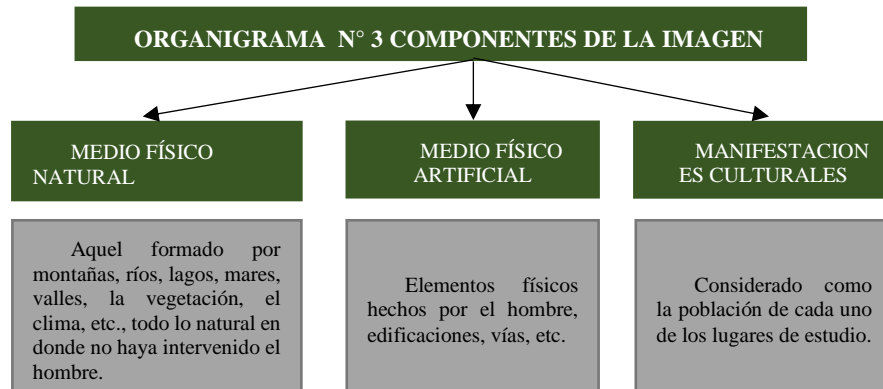 ORGANIGRAMA N° 3 COMPONENTES DE LA IMAGEN
MEDIO FÍSICO
NATURAL
MEDIO FÍSICO
ARTIFICIAL
MANIFESTACION
ES CULTURALES
Aquel formado por
montañas, ríos, lagos, mares,
valles, la vegetación, el
clima, etc., todo lo natural en
donde no haya intervenido el
hombre.
Elementos físicos
hechos por el hombre,
edificaciones, vías, etc.
Considerado como
la población de cada uno
de los lugares de estudio.